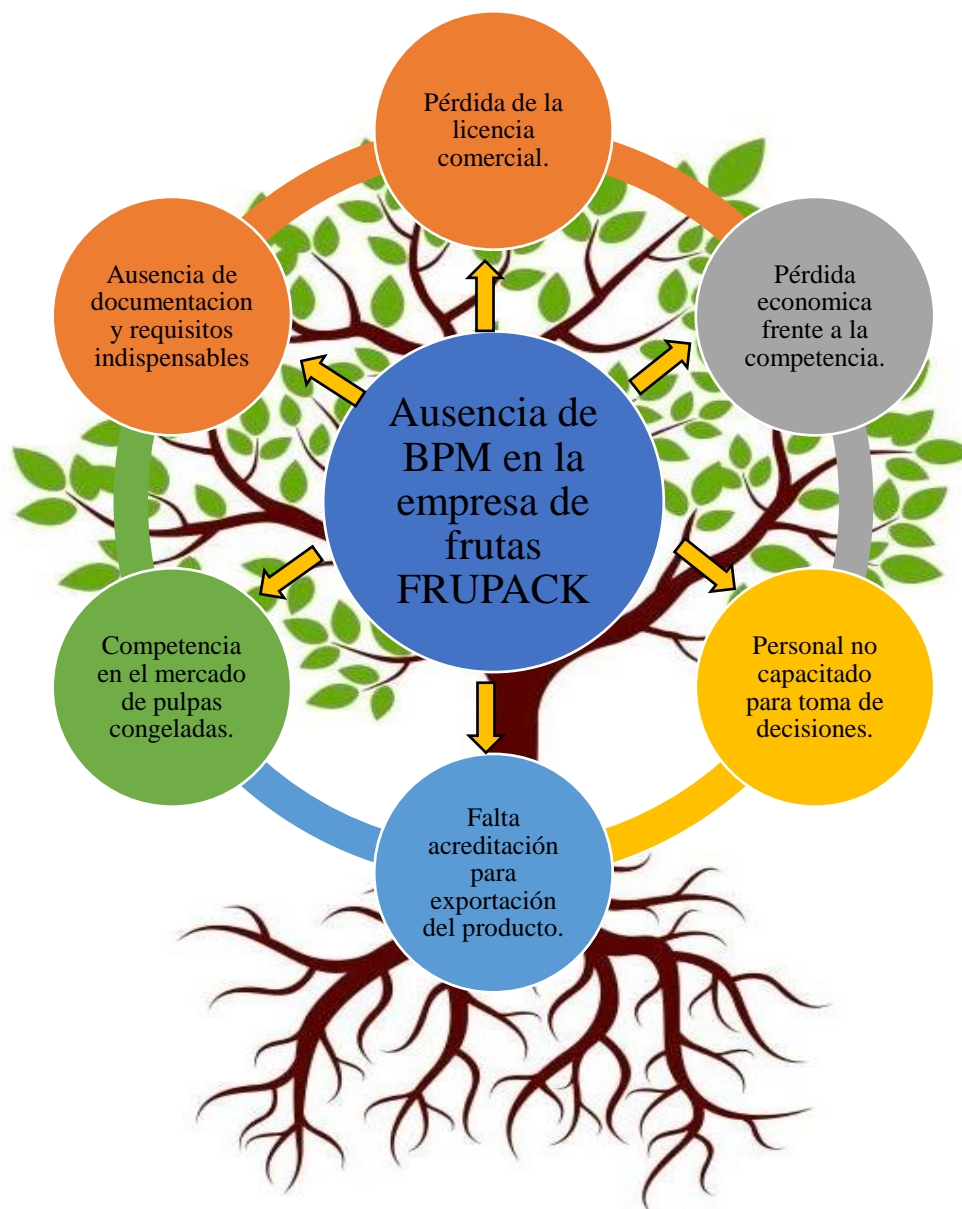 Pérdida de la
licencia
comercial.
Ausencia de
documentacion
y requisitos
indispensables
Pérdida
economica
frente a la
competencia.
Ausencia de
BPM en la
empresa de
frutas
FRUPACK
Competencia
en el mercado
de pulpas
congeladas.
Personal no
capacitado
para toma de
decisiones.
Falta
acreditación
para
exportación
del producto.